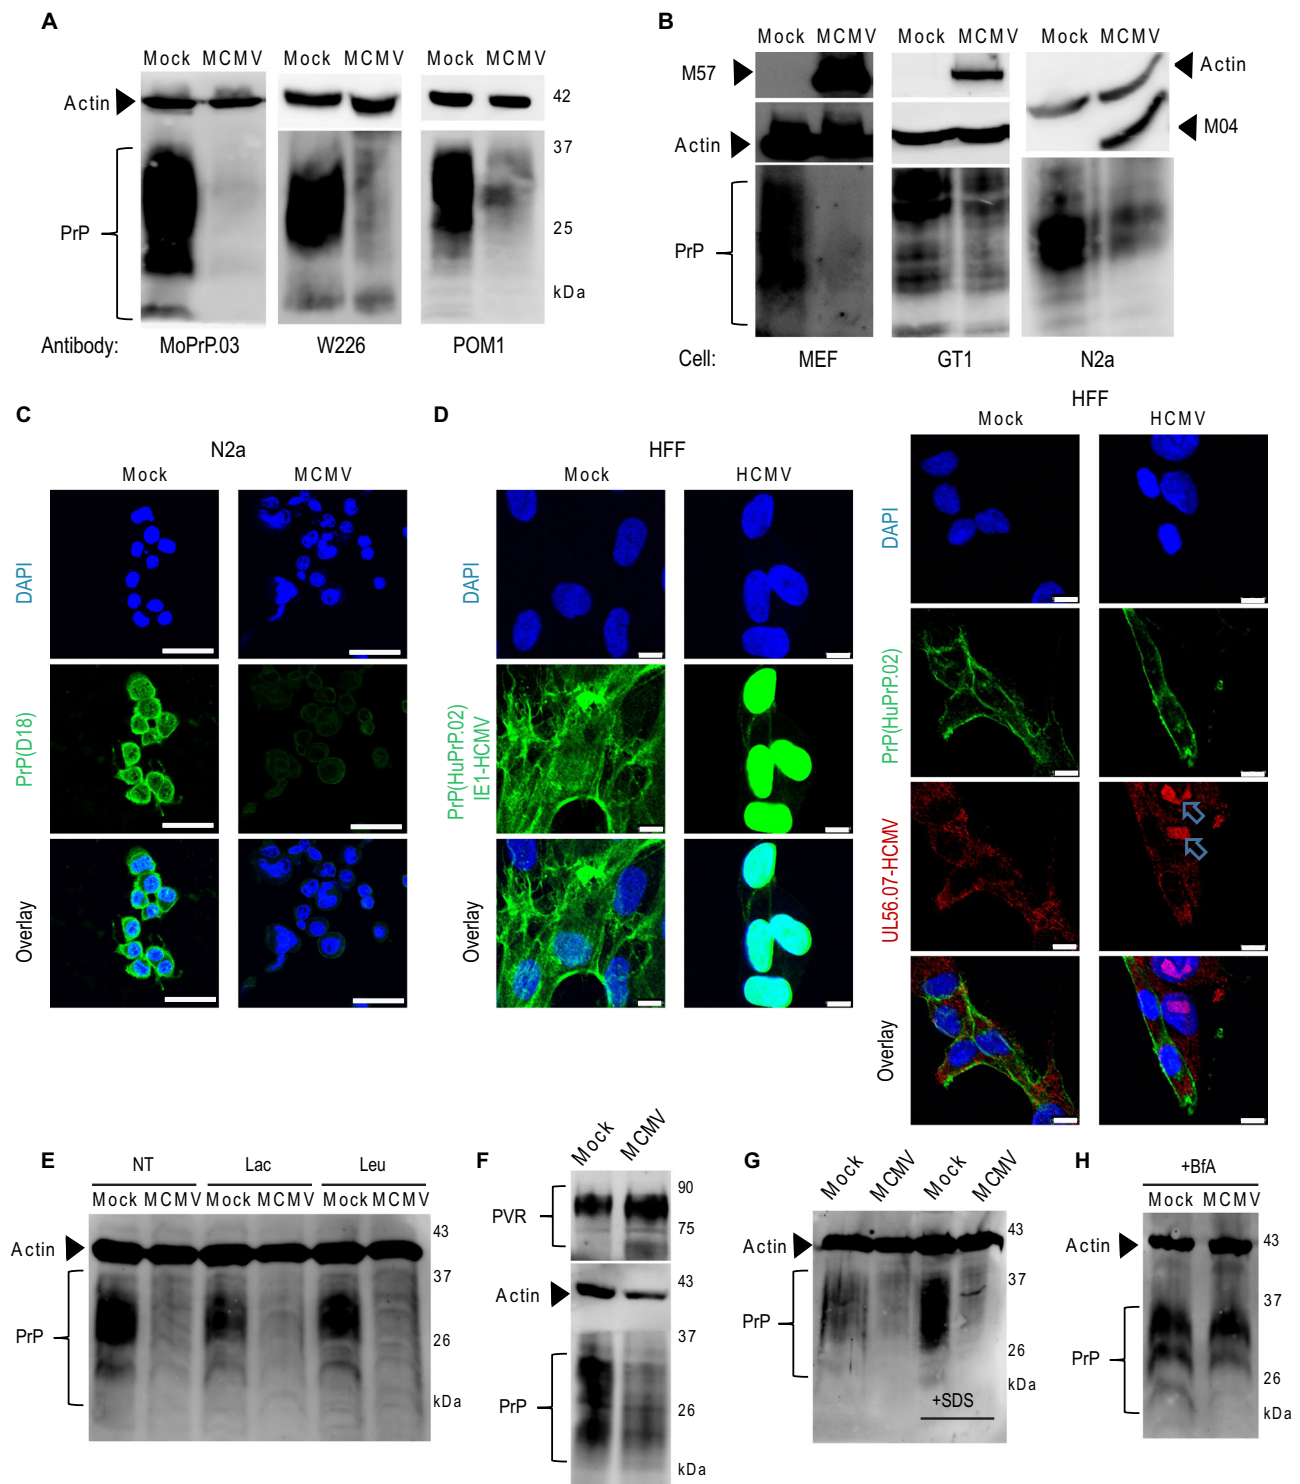 A
Mock MCMV Mock MCMV Mock MCMV
Actin
42
37
PrP
25
kDa
Antibody: MoPrP.03 W226 POM1
B
Mock MCMV Mock MCMV Mock MCMV
M57
Actin
M04
Actin
PrP
Cell: MEF GT1 N2a
C
N2a
Mock MCMV
DAPI
PrP(D18)
Overlay
D
HFF
Mock HCMV
DAPI
PrP(HuPrP.02)
IE1-HCMV
Overlay
HFF
Mock HCMV
DAPI
PrP(HuPrP.02)
UL56.07-HCMV
Overlay
E
NT Lac Leu
Mock MCMV Mock MCMV Mock MCMV
Actin
43
37
PrP
26
kDa
F
Mock MCMV
90
PVR
75
Actin
43
37
PrP
26
kDa
G
Mock MCMV Mock MCMV
43
Actin
37
PrP
26
kDa
+SDS
H
+BfA
Mock MCMV
Actin
43
37
PrP
26
kDa